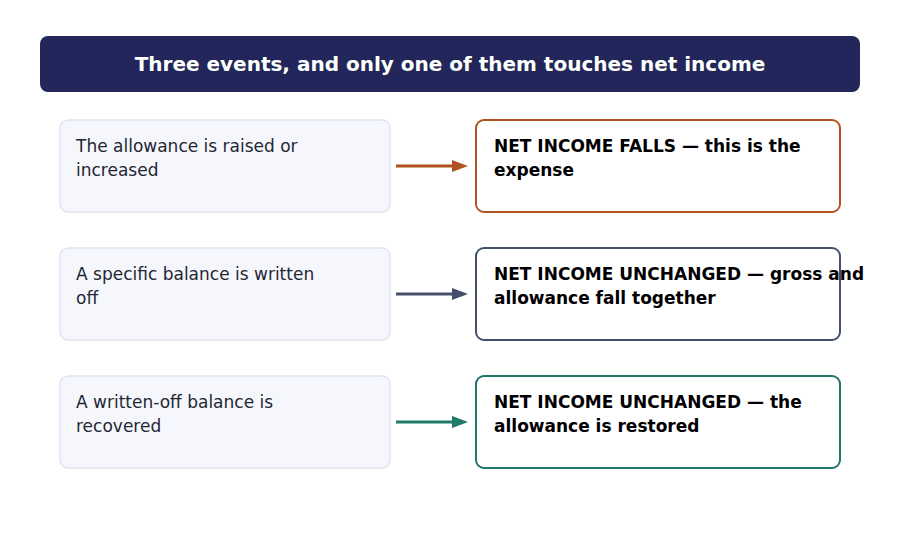 Three events, and only one of them touches net income
The allowance is raised or
increased
NET INCOME FALLS — this is the
expense
A specific balance is written
off
NET INCOME UNCHANGED — gross and
allowance fall together
A written-off balance is
recovered
NET INCOME UNCHANGED — the
allowance is restored